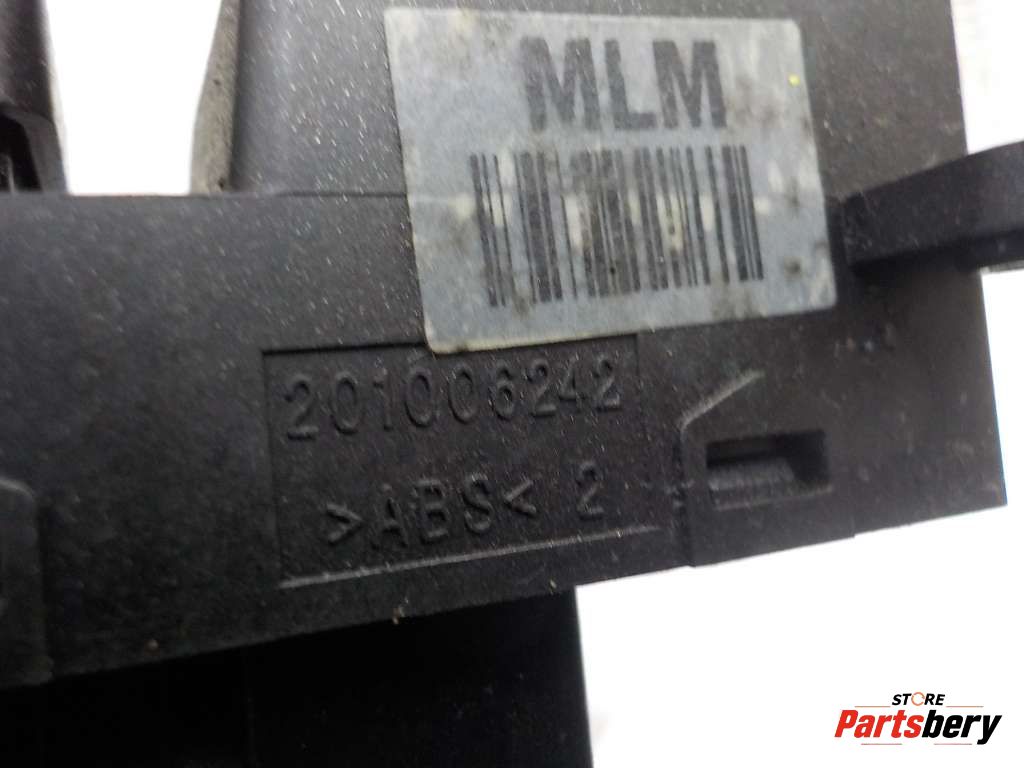 MLM
201006242
>ABS< 2
STORE
Partsbery